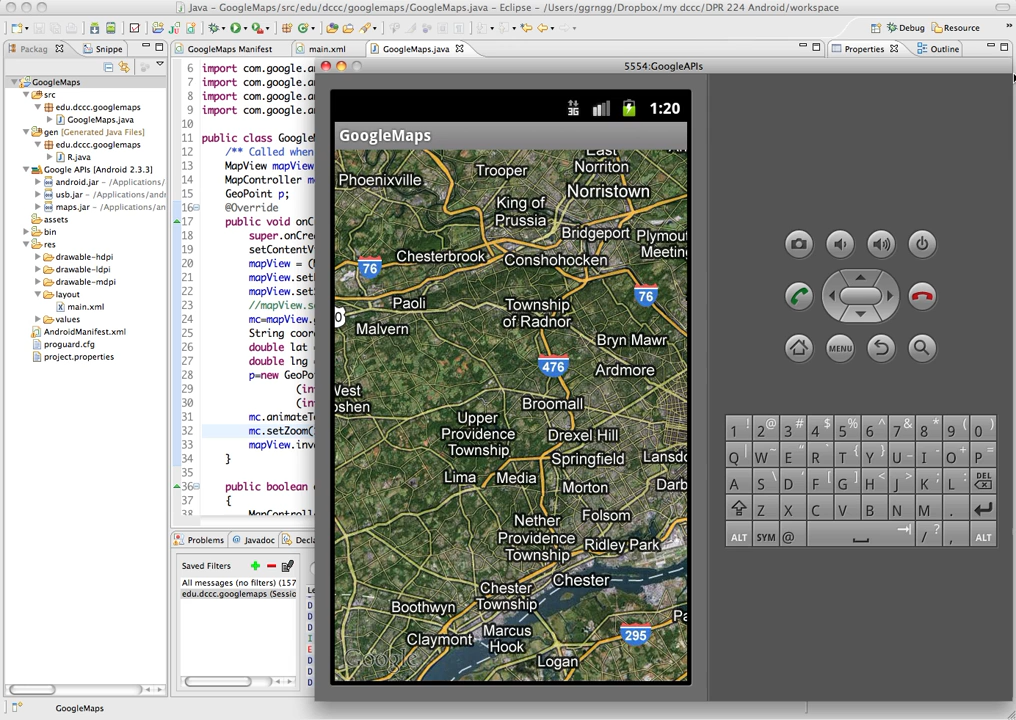 Java - GoogleMaps/src/edu/dccc/googlemaps/GoogleMaps.java - Eclipse - /Users/ggrngg/Dropbox/my dccc/DPR 224 Android/workspace
Debug
Resource
Packag
Snippe
GoogleMaps Manifest
main.xml
GoogleMaps.java
Properties
Outline
GoogleMaps
src
edu.dccc.googlemaps
GoogleMaps.java
gen [Generated Java Files]
edu.dccc.googlemaps
R.java
Google APIs [Android 2.3.3]
android.jar - /Applications/
usb.jar - /Applications/and
maps.jar - /Applications/an
assets
bin
res
drawable-hdpi
drawable-ldpi
drawable-mdpi
layout
main.xml
values
AndroidManifest.xml
proguard.cfg
project.properties
6 import com.google.an
7 import com.google.a
8 import com.google.a
9 import com.google.a
10
11 public class GoogleM
12 /** Called when
13 MapView mapView
14 MapController m
15 GeoPoint p;
16 @Override
17 public void onC
18 super.onCre
19 setContentV
20 mapView = (M
21 mapView.set
22 mapView.set
23 //mapView.s
24 mc=mapView.g
25 String coor
26 double lat
27 double lng
28 p=new GeoPo
29 (in
30 (in
31 mc.animateT
32 mc.setZoom(
33 mapView.inv
34 }
35
36 public boolean
37 {
38 MapControlle
Problems
Javadoc
Decla
Saved Filters
All messages (no filters) (157
edu.dccc.googlemaps (Sessio
GoogleMaps
5554:GoogleAPIs
3G
1:20
GoogleMaps
East
Norriton
Trooper
Phoenixville
Norristown
King of
Prussia
Bridgeport
Plymou
Meetin
Chesterbrook
Conshohocken
76
76
Paoli
Township
of Radnor
0
Malvern
Bryn Mawr
476
Ardmore
West
oshen
Broomall
Upper
Providence
Township
Drexel Hill
Springfield
Lansdo
Lima
Media
Morton
Darb
Nether
Providence
Township
Folsom
Ridley Park
Chester
Chester
Township
Boothwyn
Claymont
Marcus
Hook
295
Logan
Google
MENU
1 ! 2 @ 3 # 4 $ 5 % 6 ^ 7 & 8 * 9 ( 0 )
Q W ~ E R T { Y } U _ I - O + P =
A S D F [ G ] H < J > K ; L : DEL
Z X C V B N M .
ALT SYM @ / ? , ALT